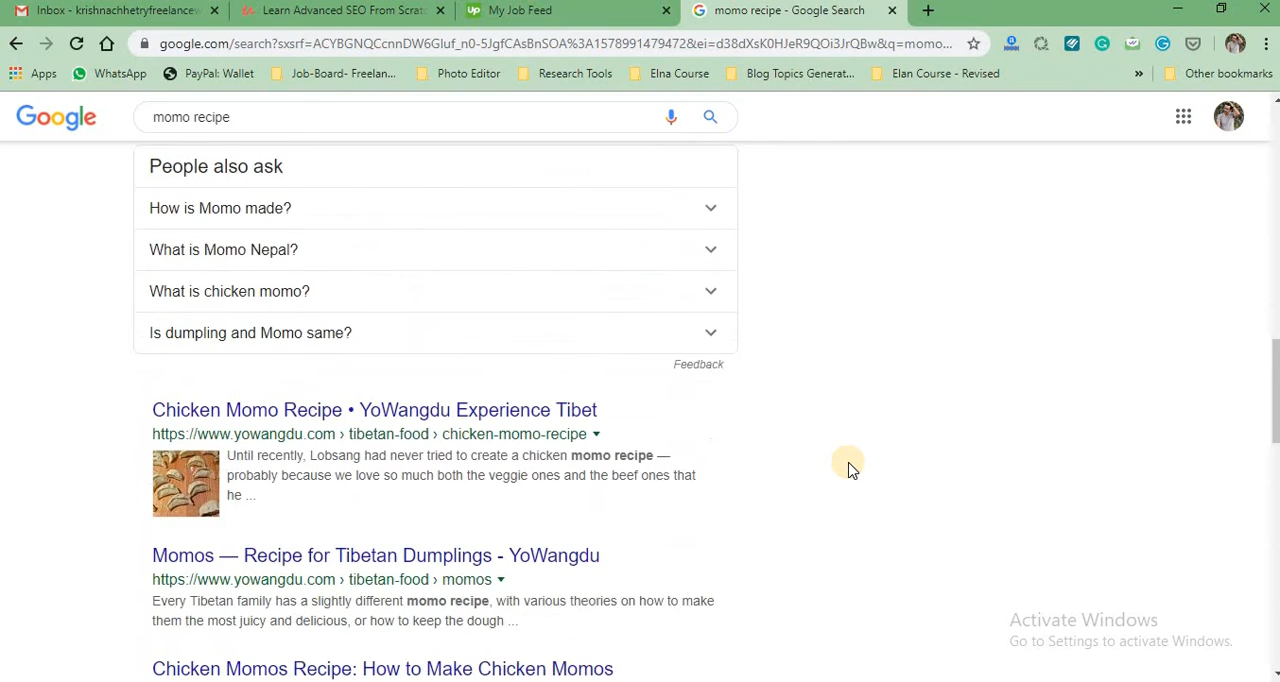 Inbox - krishnachhetryfreelancew
Learn Advanced SEO From Scratc
Up My Job Feed
momo recipe - Google Search
google.com/search?sxsrf=ACYBGNQCcnnDWkGluf_n0-5JgfCAsBnSOA%3A1578991479472&ei=d38dXsK0HJeR9QOi3JrQBw&q=momo...
Apps
WhatsApp
PayPal: Wallet
Job-Board- Freelan...
Photo Editor
Research Tools
Elna Course
Blog Topics Generat...
Elan Course - Revised
»
Other bookmarks
Google
momo recipe
People also ask
How is Momo made?
What is Momo Nepal?
What is chicken momo?
Is dumpling and Momo same?
Feedback
Chicken Momo Recipe • YoWangdu Experience Tibet
https://www.yowangdu.com › tibetan-food › chicken-momo-recipe
Until recently, Lobsang had never tried to create a chicken momo recipe —
probably because we love so much both the veggie ones and the beef ones that
he ...
Momos — Recipe for Tibetan Dumplings - YoWangdu
https://www.yowangdu.com › tibetan-food › momos
Every Tibetan family has a slightly different momo recipe, with various theories on how to make
them the most juicy and delicious, or how to keep the dough ...
Chicken Momos Recipe: How to Make Chicken Momos
Activate Windows
Go to Settings to activate Windows.